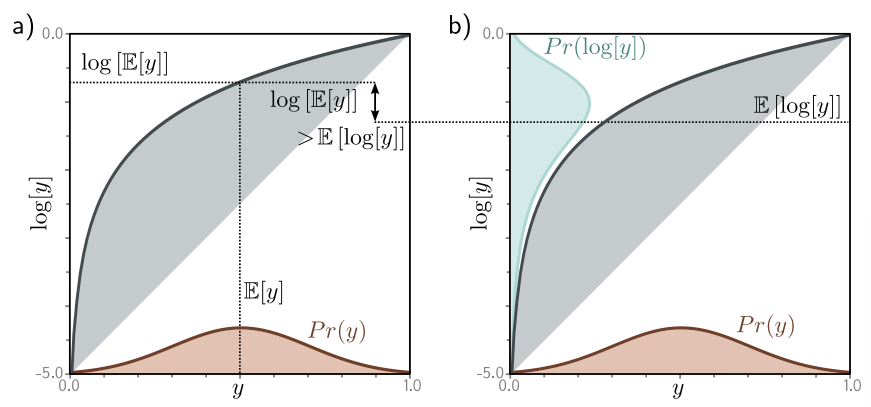 a)
0.0
log [𝔼[y]]
log [𝔼[y]]
> 𝔼 [log[y]]
log[y]
𝔼[y]
Pr(y)
-5.0
0.0
y
1.0
b)
0.0
Pr(log[y])
𝔼 [log[y]]
log[y]
Pr(y)
-5.0
0.0
y
1.0